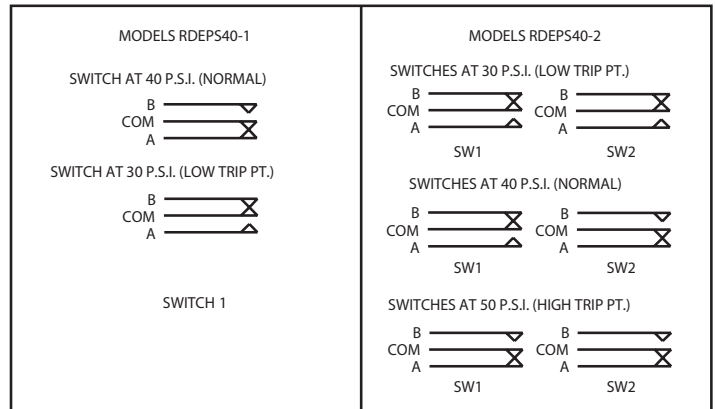 MODELS RDEPS40-1
SWITCH AT 40 P.S.I. (NORMAL)
B
COM
A
SWITCH AT 30 P.S.I. (LOW TRIP PT.)
B
COM
A
SWITCH 1
MODELS RDEPS40-2
SWITCHES AT 30 P.S.I. (LOW TRIP PT.)
B B
COM COM
A A
SW1 SW2
SWITCHES AT 40 P.S.I. (NORMAL)
B B
COM COM
A A
SW1 SW2
SWITCHES AT 50 P.S.I. (HIGH TRIP PT.)
B B
COM COM
A A
SW1 SW2